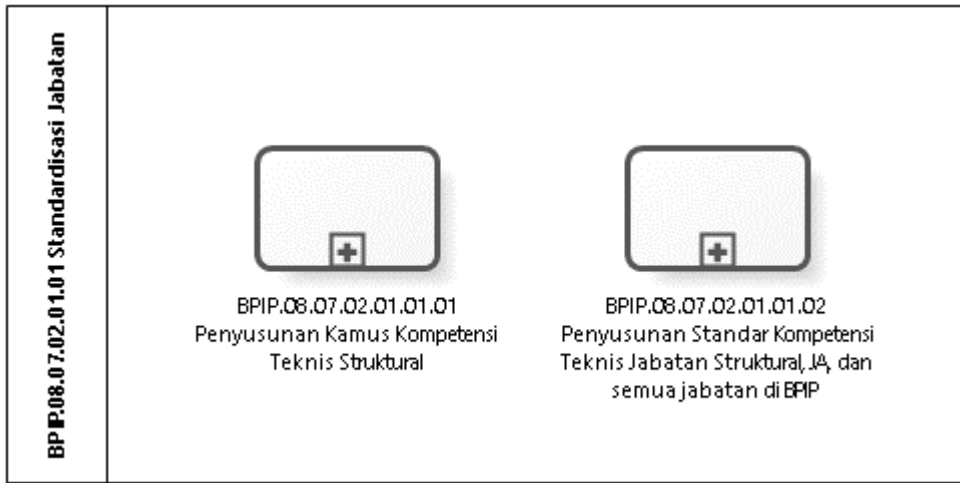 BPIP.08.07.02.01.01 Standardisasi Jabatan
BPIP.08.07.02.01.01.01
Penyusunan Kamus Kompetensi
Teknis Struktural
BPIP.08.07.02.01.01.02
Penyusunan Standar Kompetensi
Teknis Jabatan Struktural, JA, dan
semua jabatan di BPIP